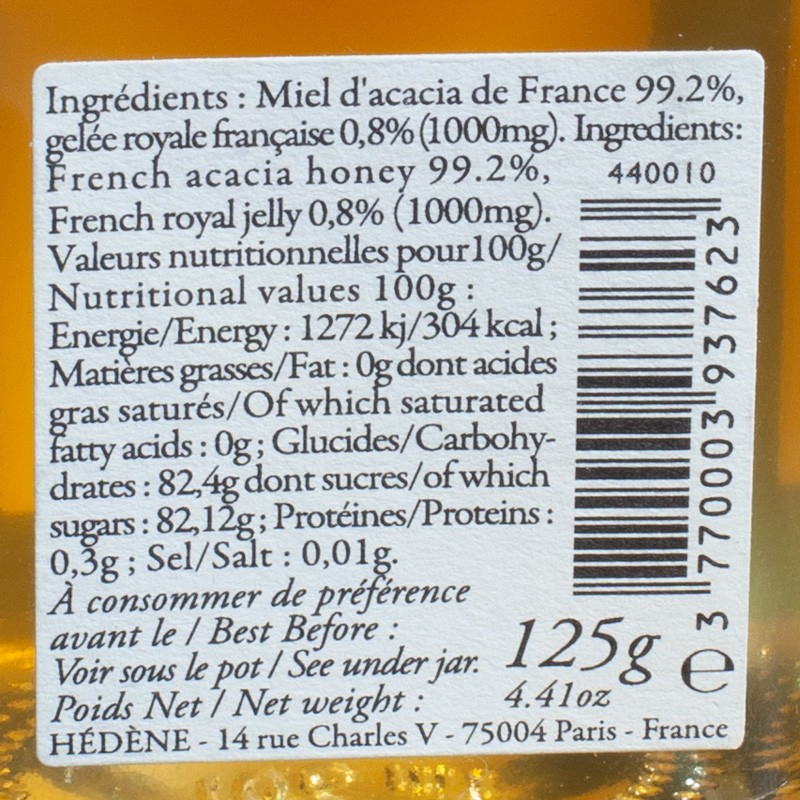 Ingrédients : Miel d'acacia de France 99.2%,
gelée royale française 0,8% (1000mg). Ingredients:
French acacia honey 99.2%,
French royal jelly 0,8% (1000mg).
Valeurs nutritionnelles pour 100g/
Nutritional values 100g :
Energie/Energy : 1272 kj/304 kcal ;
Matières grasses/Fat : 0g dont acides
gras saturés/Of which saturated
fatty acids : 0g ; Glucides/Carbohy-
drates : 82,4g dont sucres/of which
sugars : 82,12g ; Protéines/Proteins :
0,3g ; Sel/Salt : 0,01g.
À consommer de préférence
avant le / Best Before :
Voir sous le pot / See under jar.
Poids Net / Net weight :
125g e
4.41oz
HÉDÈNE - 14 rue Charles V - 75004 Paris - France
440010
3 770003 937623